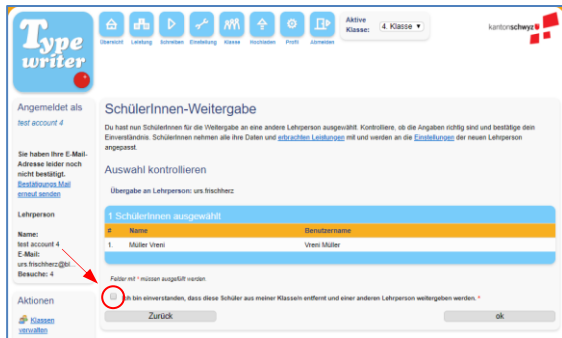 Type
writer
Übersicht Leistung Schreiben Einstellung Klasse Hochladen Profil Abmelden
Aktive
Klasse: 4. Klasse
kantonschwyz
Angemeldet als
test account 4
Sie haben Ihre E-Mail-
Adresse leider noch
nicht bestätigt.
Bestätigungs Mail
erneut senden
Lehrperson
Name:
test account 4
E-Mail:
urs.frischherz@bl...
Besuche: 4
Aktionen
Klassen
verwalten
SchülerInnen-Weitergabe
Du hast nun SchülerInnen für die Weitergabe an eine andere Lehrperson ausgewählt. Kontrolliere, ob die Angaben richtig sind und bestätige dein
Einverständnis. SchülerInnen nehmen alle ihre Daten und erbrachten Leistungen mit und werden an die Einstellungen der neuen Lehrperson
angepasst.
Auswahl kontrollieren
Übergabe an Lehrperson: urs frischherz
1 SchülerInnen ausgewählt
# Name Benutzername
1. Müller Vreni Vreni Müller
Felder mit * müssen ausgefüllt werden.
Ich bin einverstanden, dass diese Schüler aus meiner Klasse/n entfernt und einer anderen Lehrperson weitergeben werden. *
Zurück ok